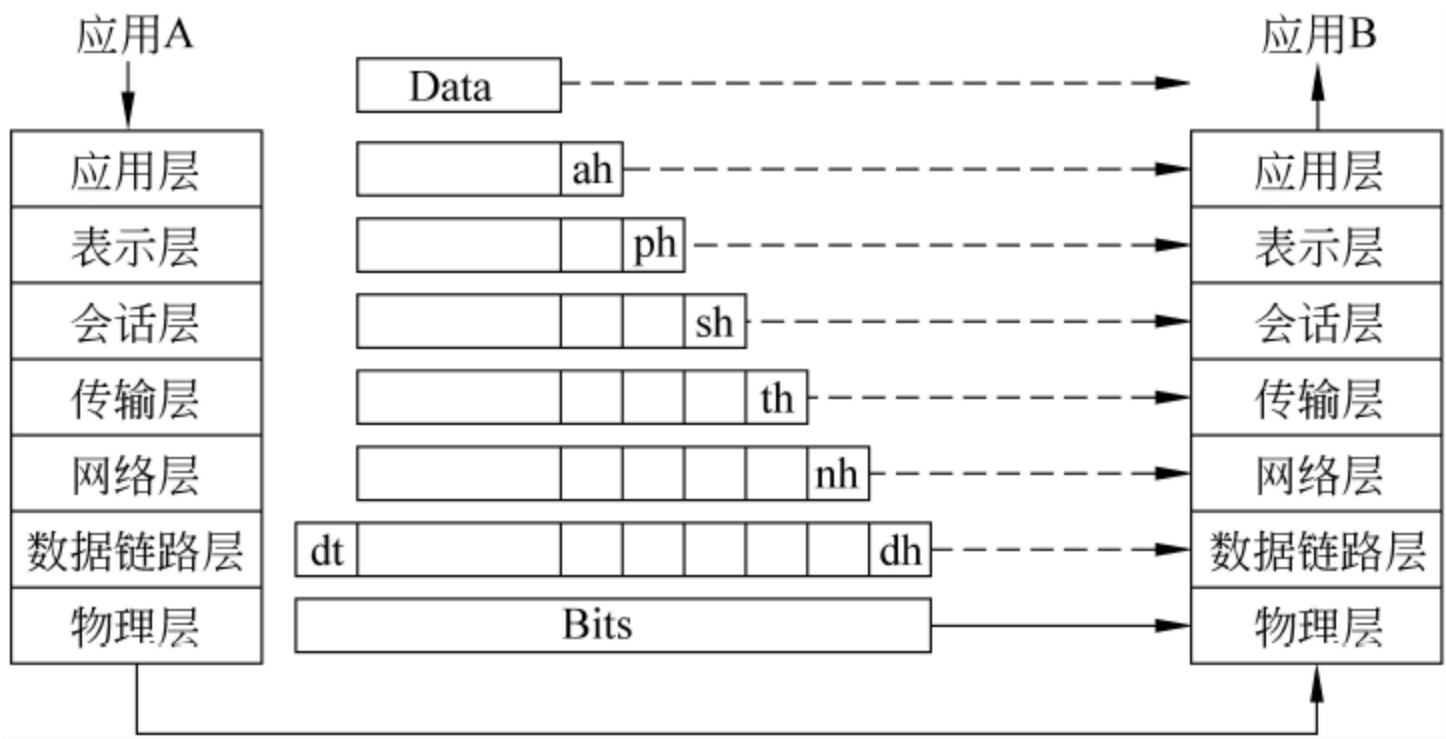 应用A
应用B
Data
应用层
ah
应用层
表示层
ph
表示层
会话层
sh
会话层
传输层
th
传输层
网络层
nh
网络层
数据链路层
dt
dh
数据链路层
物理层
Bits
物理层